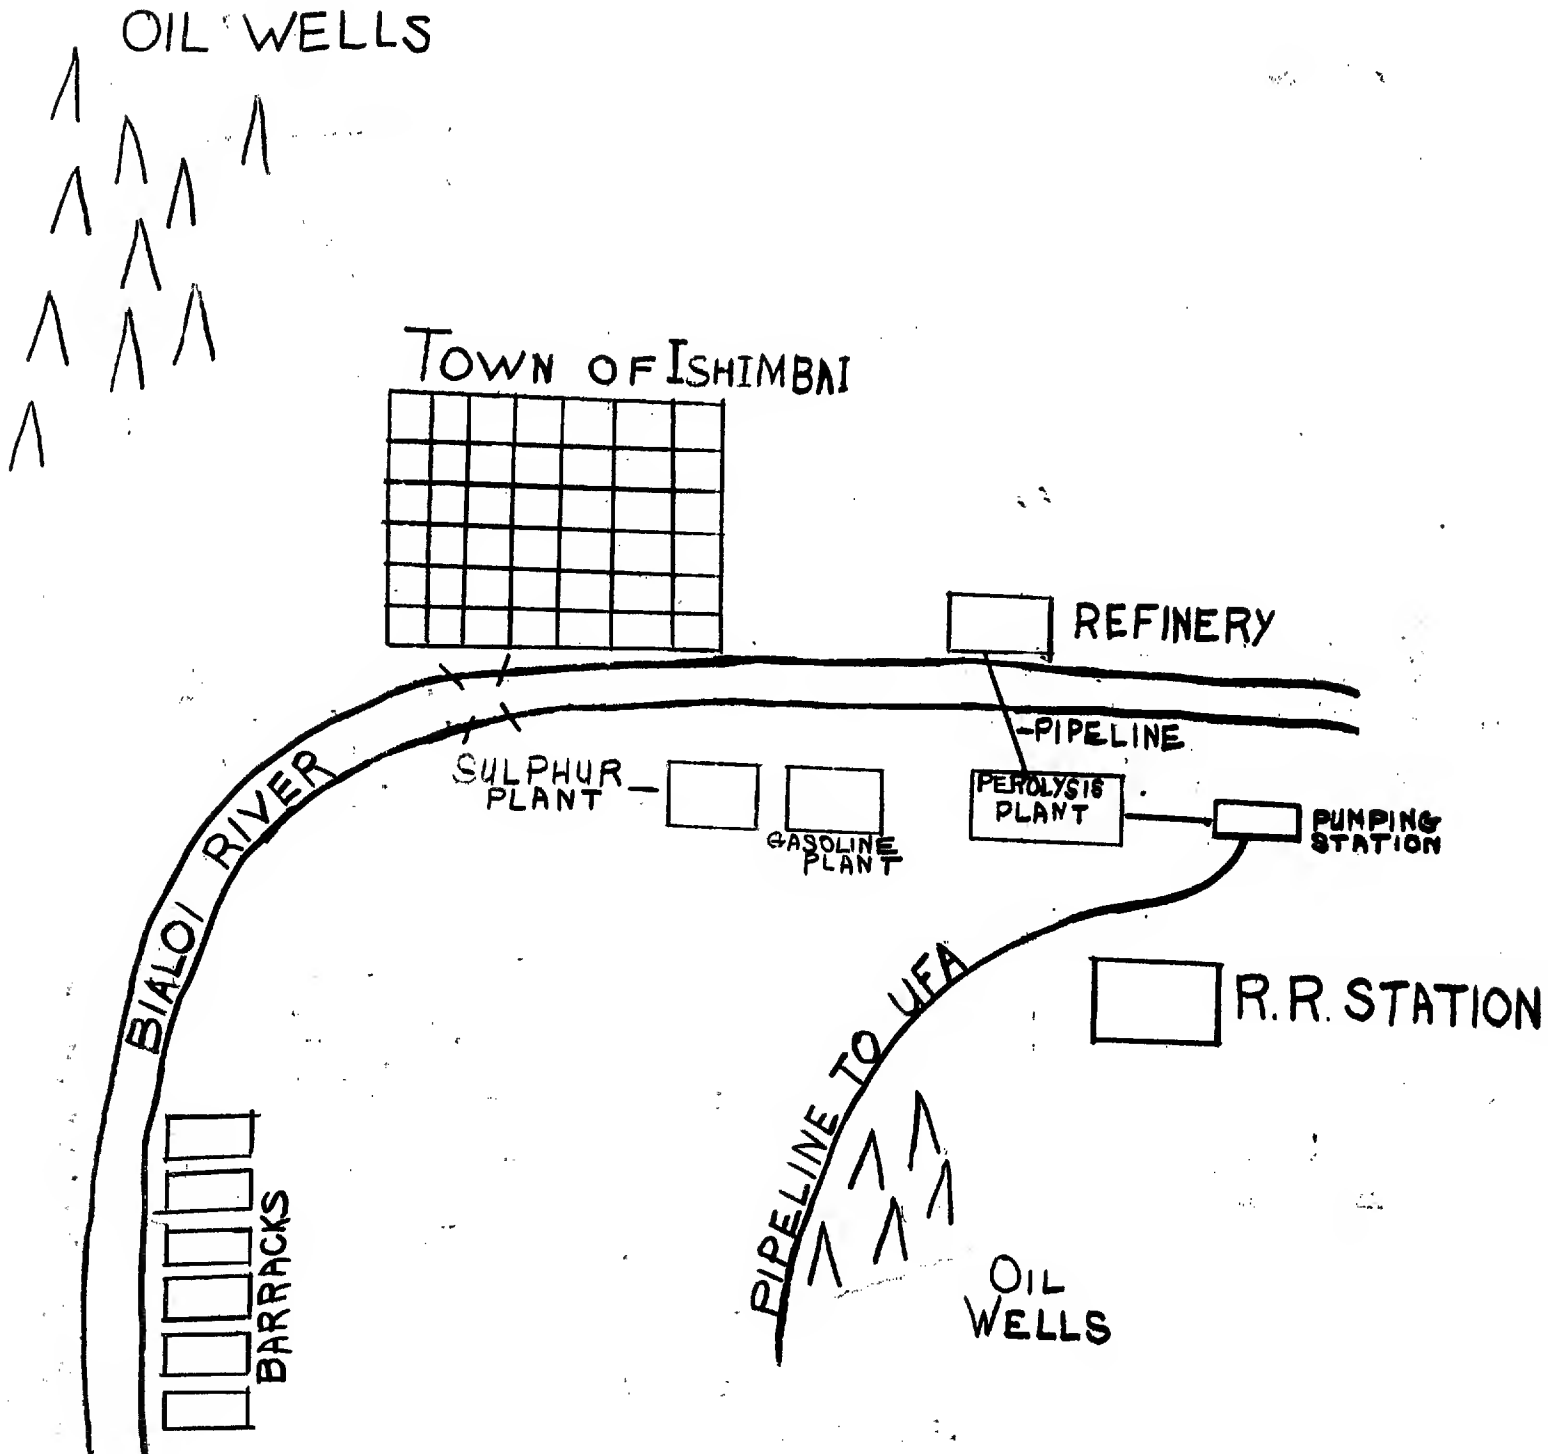 OIL WELLS
TOWN OF ISHIMBAI
REFINERY
-PIPELINE
SULPHUR
PLANT
GASOLINE
PLANT
PEROLYSIS
PLANT
PUMPING
STATION
BIALOI RIVER
PIPELINE TO UFA
R.R. STATION
BARRACKS
OIL
WELLS